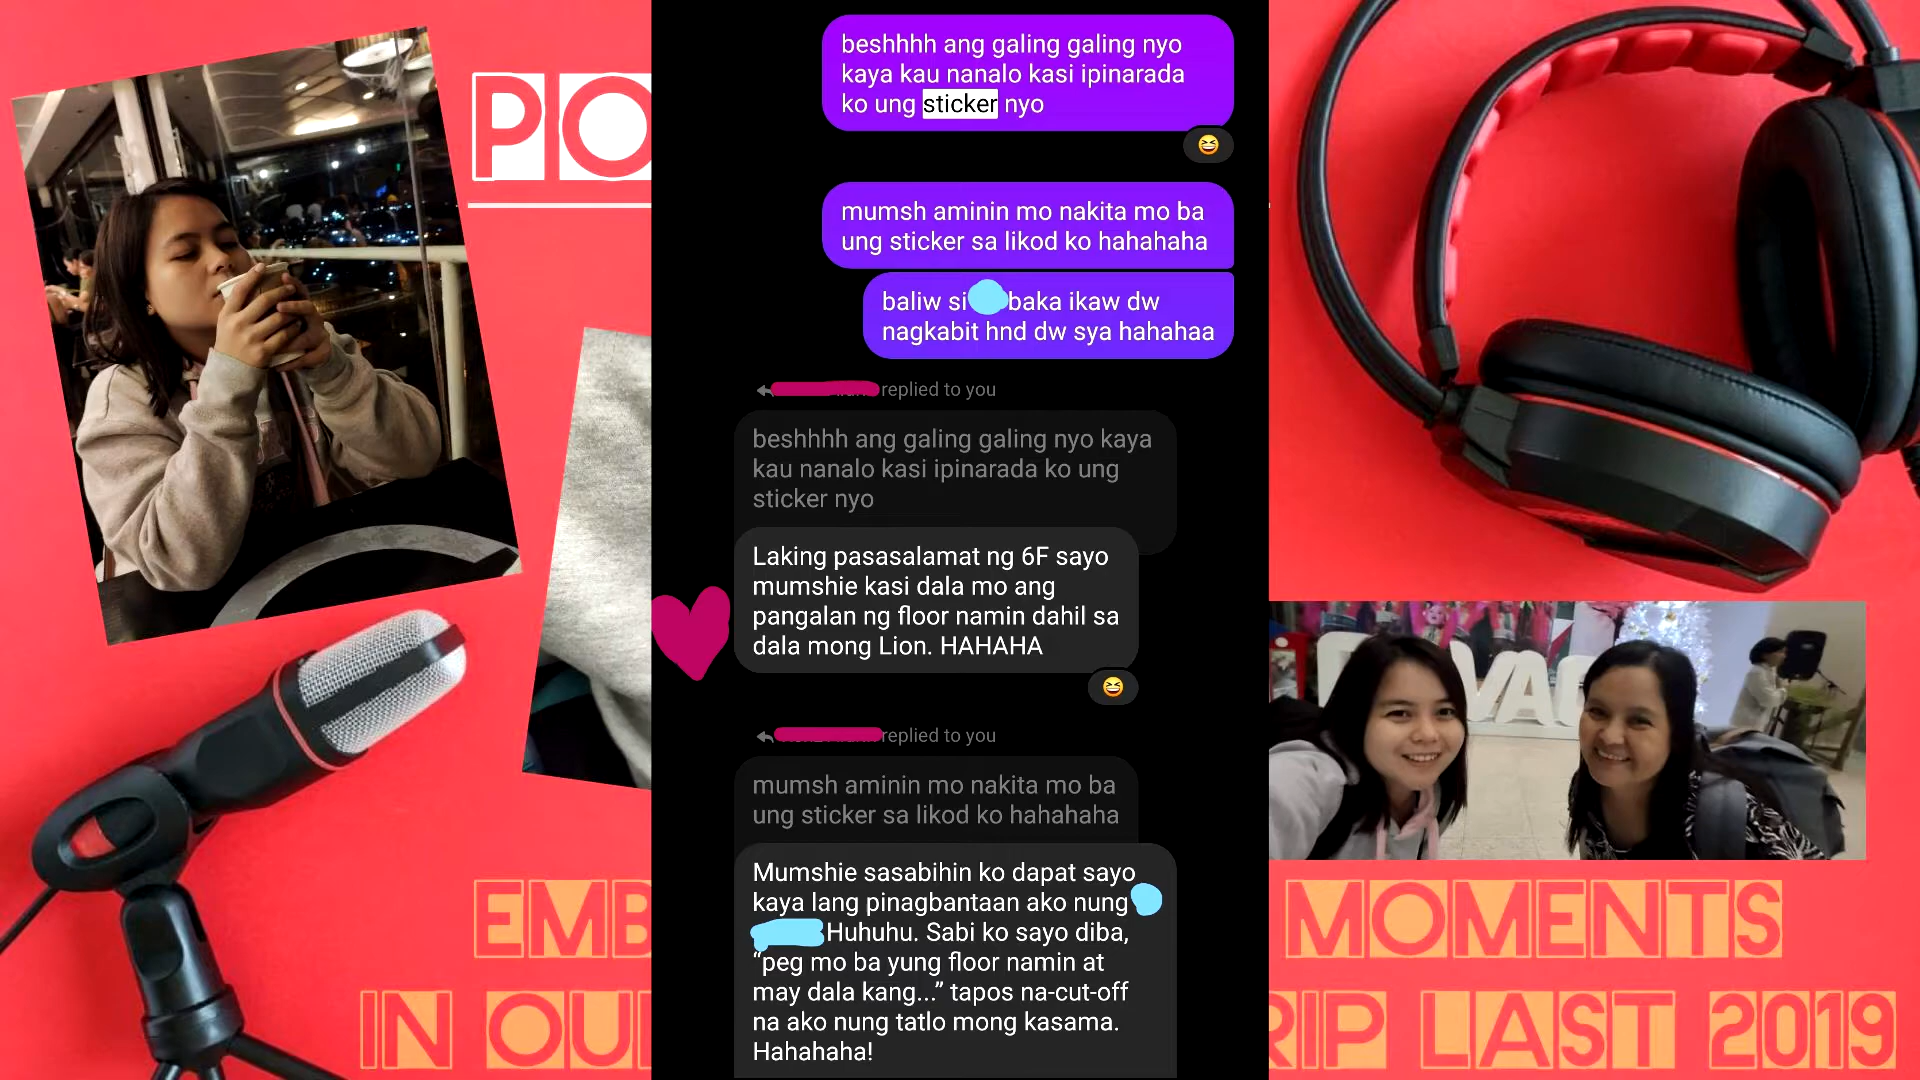 PO
beshhhh ang galing galing nyo
kaya kau nanalo kasi ipinarada
ko ung sticker nyo
mumsh aminin mo nakita mo ba
ung sticker sa likod ko hahahaha
baliw si baka ikaw dw
nagkabit hnd dw sya hahahaa
replied to you
beshhhh ang galing galing nyo kaya
kau nanalo kasi ipinarada ko ung
sticker nyo
Laking pasasalamat ng 6F sayo
mumshie kasi dala mo ang
pangalan ng floor namin dahil sa
dala mong Lion. HAHAHA
replied to you
mumsh aminin mo nakita mo ba
ung sticker sa likod ko hahahaha
Mumshie sasabihin ko dapat sayo
kaya lang pinagbantaan ako nung
Huhuhu. Sabi ko sayo diba,
“peg mo ba yung floor namin at
may dala kang...” tapos na-cut-off
na ako nung tatlo mong kasama.
Hahahaha!
EMB MOMENTS
IN OU RIP LAST 2019